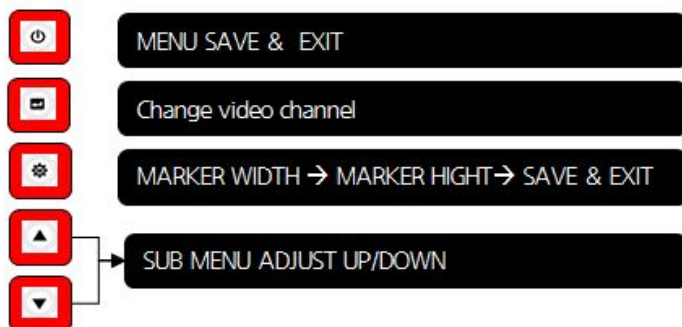 MENU SAVE & EXIT
Change video channel
MARKER WIDTH → MARKER HIGHT→ SAVE & EXIT
SUB MENU ADJUST UP/DOWN